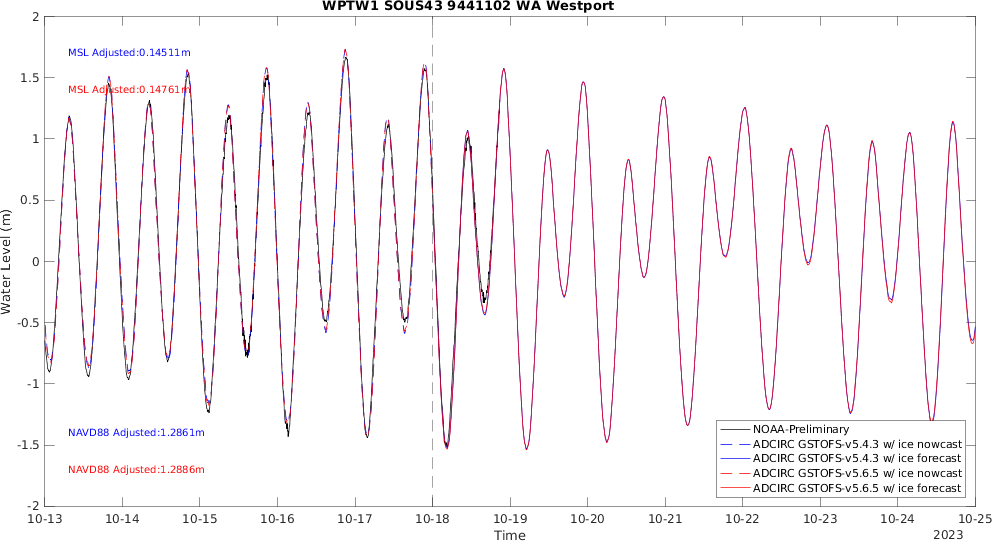 WPTW1 SOUS43 9441102 WA Westport
2
1.5
1
0.5
0
-0.5
-1
-1.5
-2
Water Level (m)
MSL Adjusted:0.14511m
MSL Adjusted:0.14761m
NAVD88 Adjusted:1.2861m
NAVD88 Adjusted:1.2886m
NOAA-Preliminary
ADCIRC GSTOFS-v5.4.3 w/ ice nowcast
ADCIRC GSTOFS-v5.4.3 w/ ice forecast
ADCIRC GSTOFS-v5.6.5 w/ ice nowcast
ADCIRC GSTOFS-v5.6.5 w/ ice forecast
10-13 10-14 10-15 10-16 10-17 10-18 10-19 10-20 10-21 10-22 10-23 10-24 10-25
Time
2023